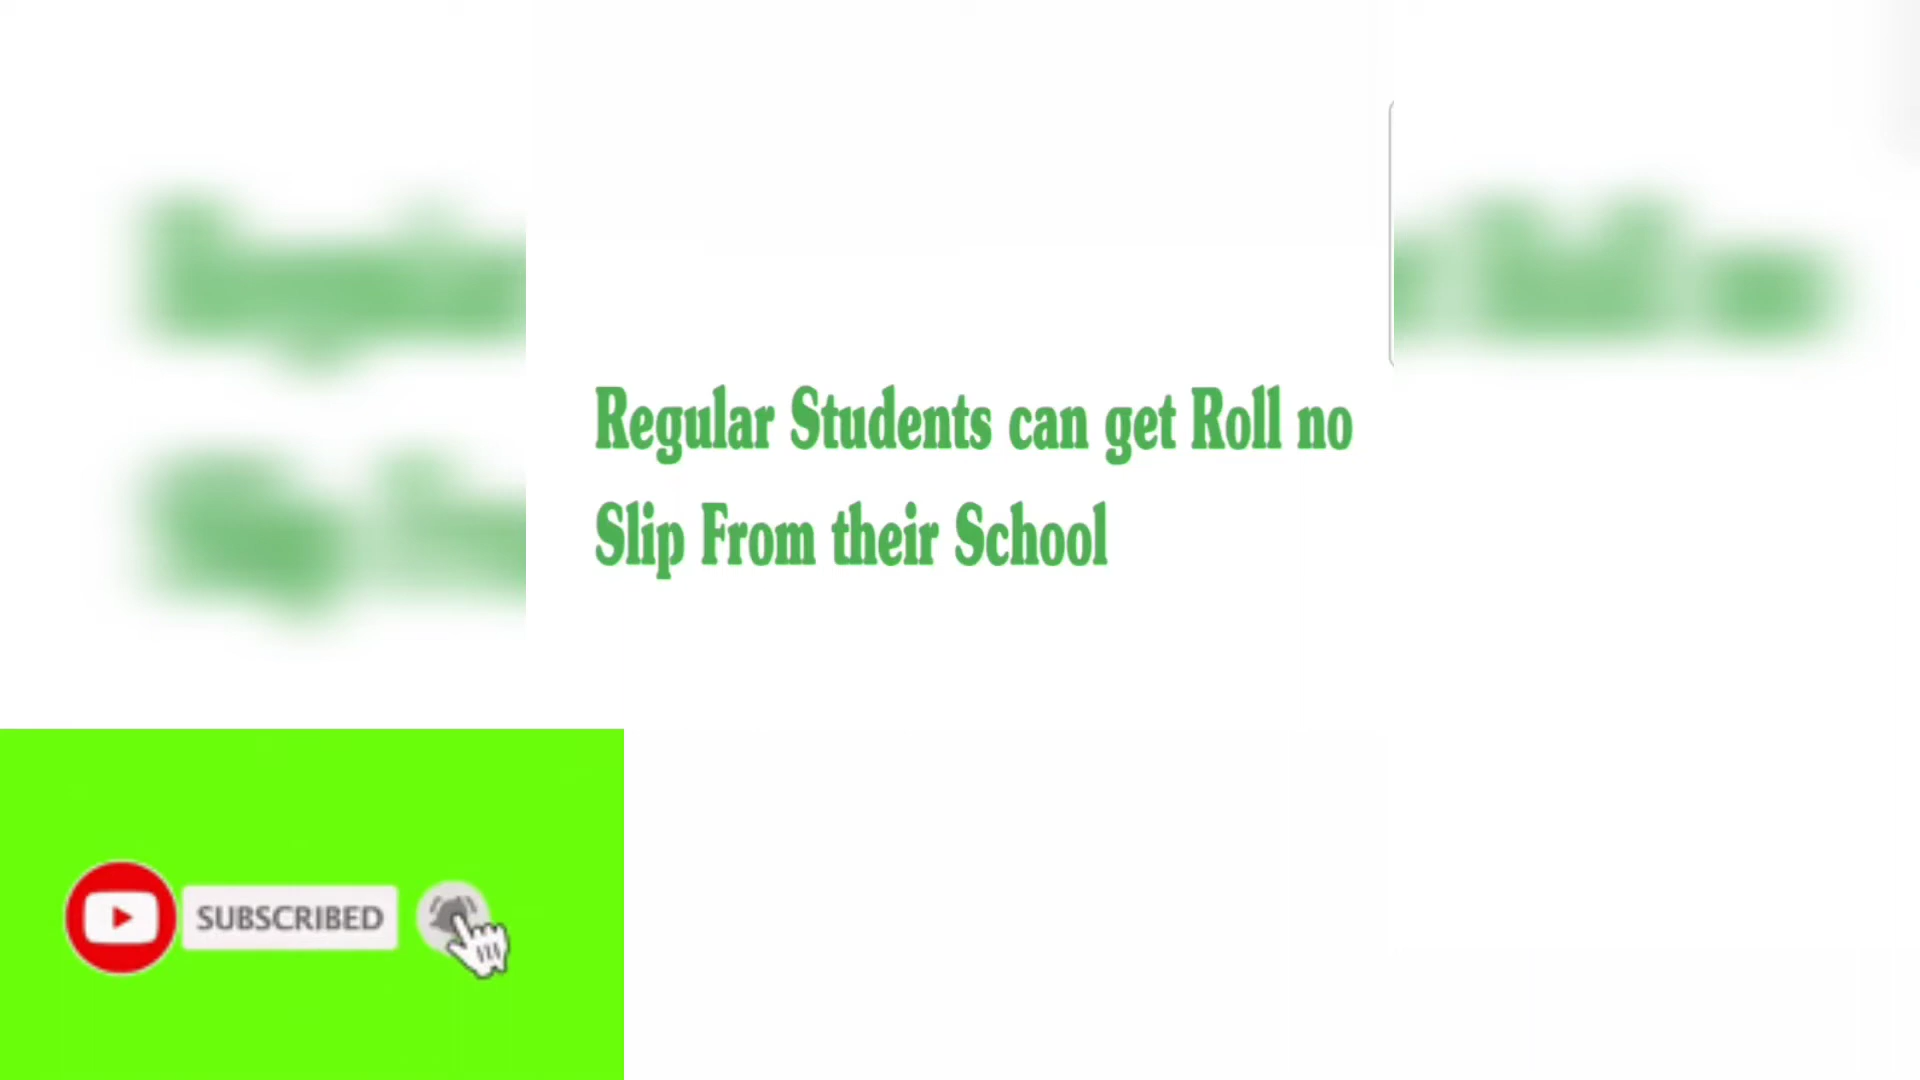 Regular Students can get Roll no
Slip From their School
SUBSCRIBED